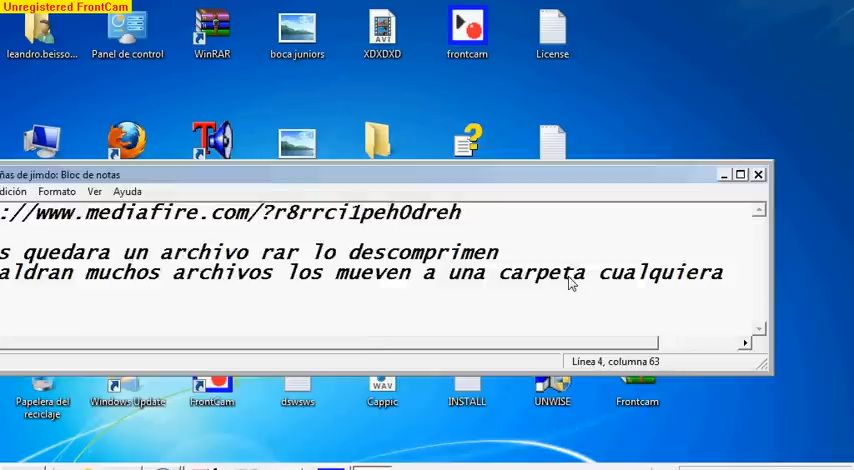 Unregistered FrontCam
leandro.beisso...
Panel de control
WinRAR
boca juniors
XDXDXD
frontcam
License
ñas de jimdo: Bloc de notas
dición Formato Ver Ayuda
://www.mediafire.com/?r8rrci1peh0dreh
s quedara un archivo rar lo descomprimen
aldran muchos archivos los mueven a una carpeta cualquiera
Línea 4, columna 63
Papelera del
reciclaje
Windows Update
FrontCam
dswsws
WAV
Cappic
INSTALL
UNWISE
Frontcam